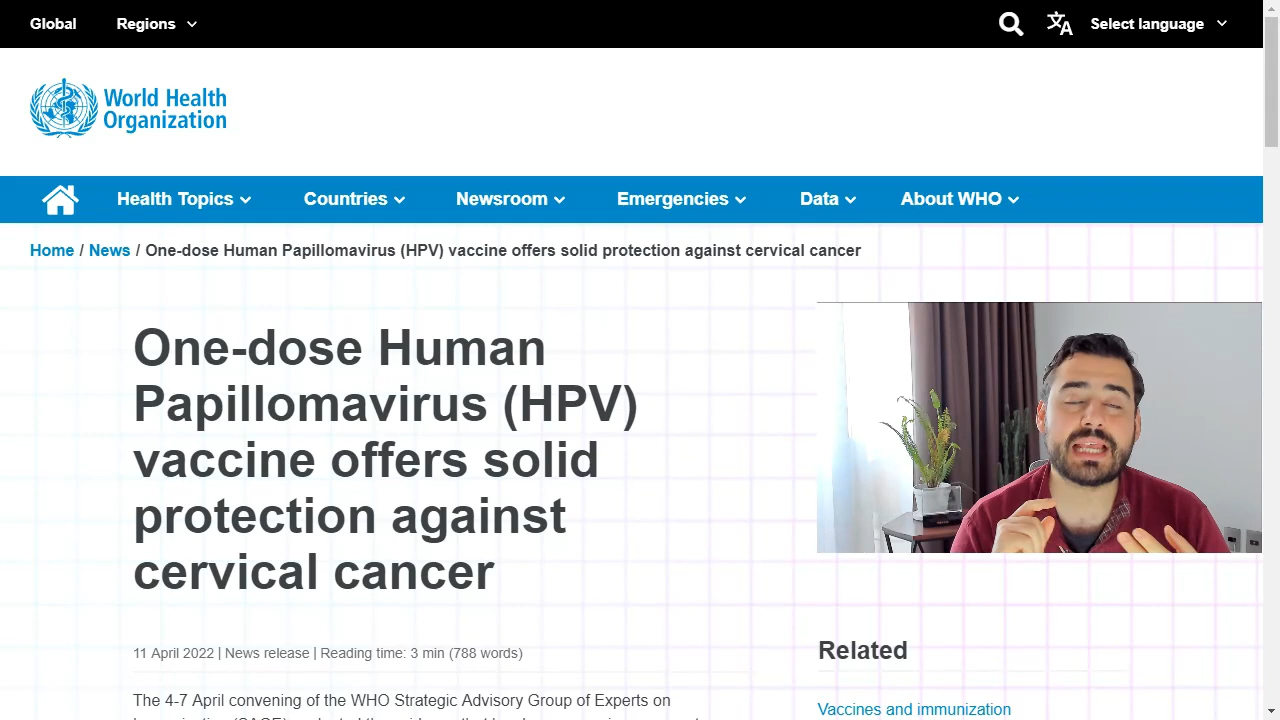 Global
Regions
Select language
World Health
Organization
Health Topics
Countries
Newsroom
Emergencies
Data
About WHO
Home / News / One-dose Human Papillomavirus (HPV) vaccine offers solid protection against cervical cancer
One-dose Human
Papillomavirus (HPV)
vaccine offers solid
protection against
cervical cancer
11 April 2022 | News release | Reading time: 3 min (788 words)
The 4-7 April convening of the WHO Strategic Advisory Group of Experts on
Related
Vaccines and immunization